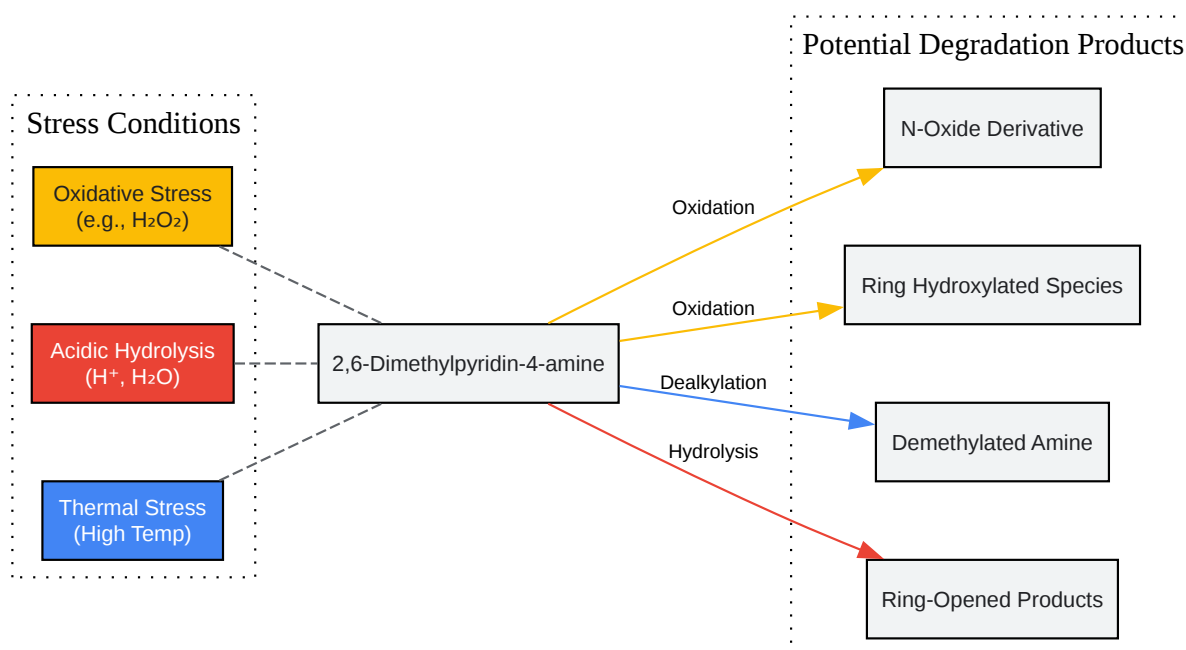 Stress Conditions
Oxidative Stress
(e.g., H₂O₂)
Acidic Hydrolysis
(H⁺, H₂O)
Thermal Stress
(High Temp)
2,6-Dimethylpyridin-4-amine
Oxidation
Oxidation
Dealkylation
Hydrolysis
Potential Degradation Products
N-Oxide Derivative
Ring Hydroxylated Species
Demethylated Amine
Ring-Opened Products